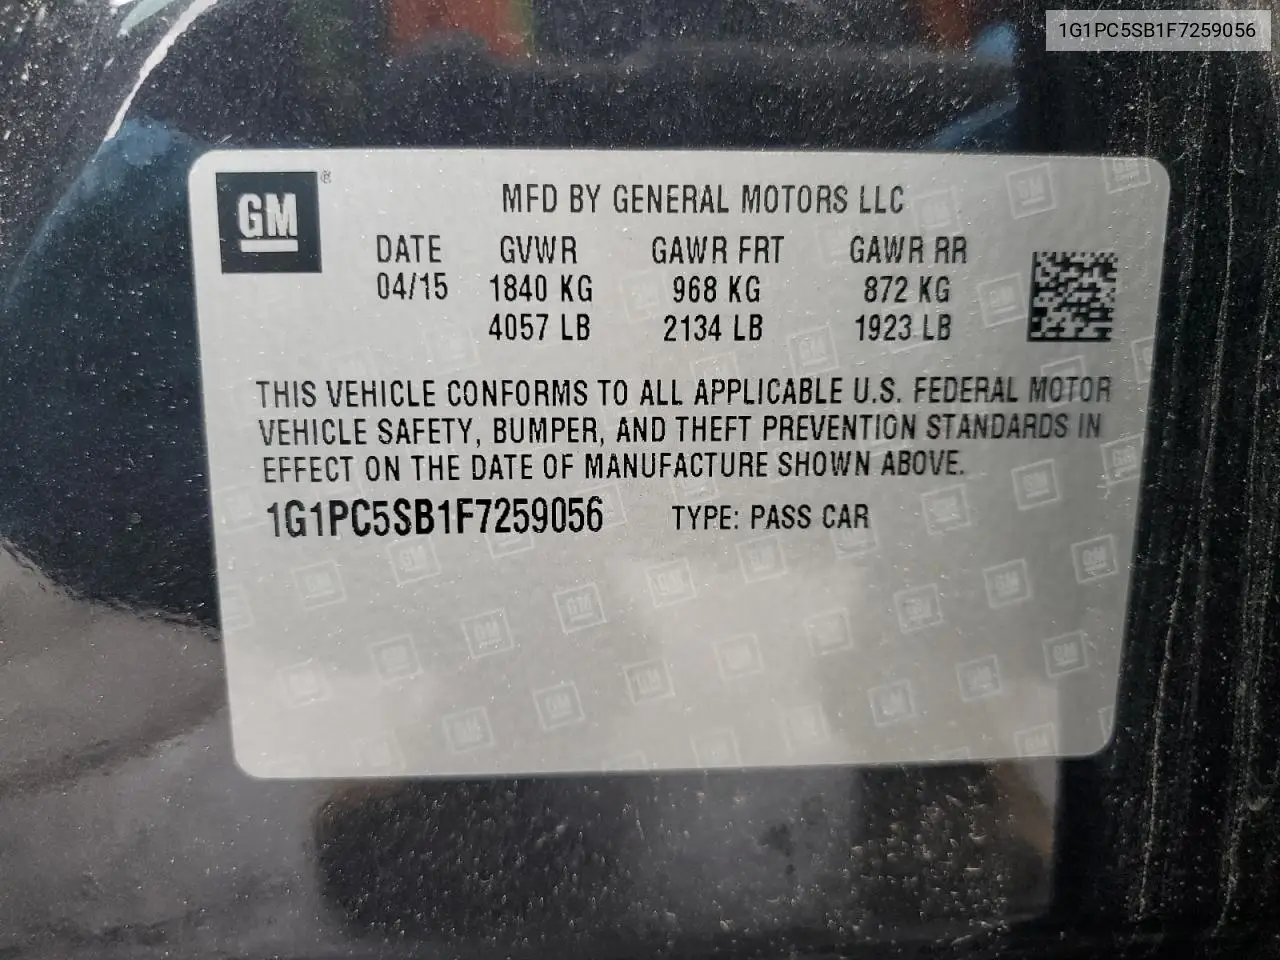 1G1PC5SB1F7259056
GM ®
MFD BY GENERAL MOTORS LLC
DATE GVWR GAWR FRT GAWR RR
04/15 1840 KG 968 KG 872 KG
4057 LB 2134 LB 1923 LB
THIS VEHICLE CONFORMS TO ALL APPLICABLE U.S. FEDERAL MOTOR
VEHICLE SAFETY, BUMPER, AND THEFT PREVENTION STANDARDS IN
EFFECT ON THE DATE OF MANUFACTURE SHOWN ABOVE.
1G1PC5SB1F7259056 TYPE: PASS CAR